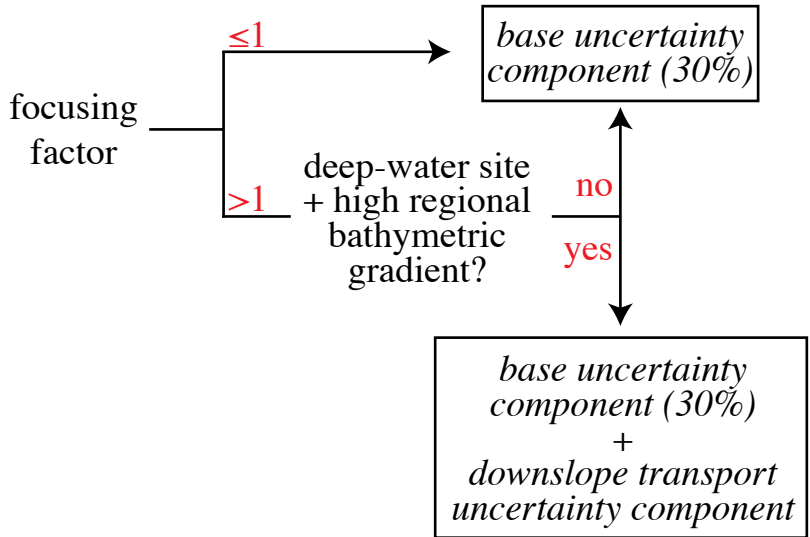 focusing
factor
≤1
base uncertainty
component (30%)
>1
deep-water site
+ high regional
bathymetric
gradient?
no
yes
base uncertainty
component (30%)
+
downslope transport
uncertainty component